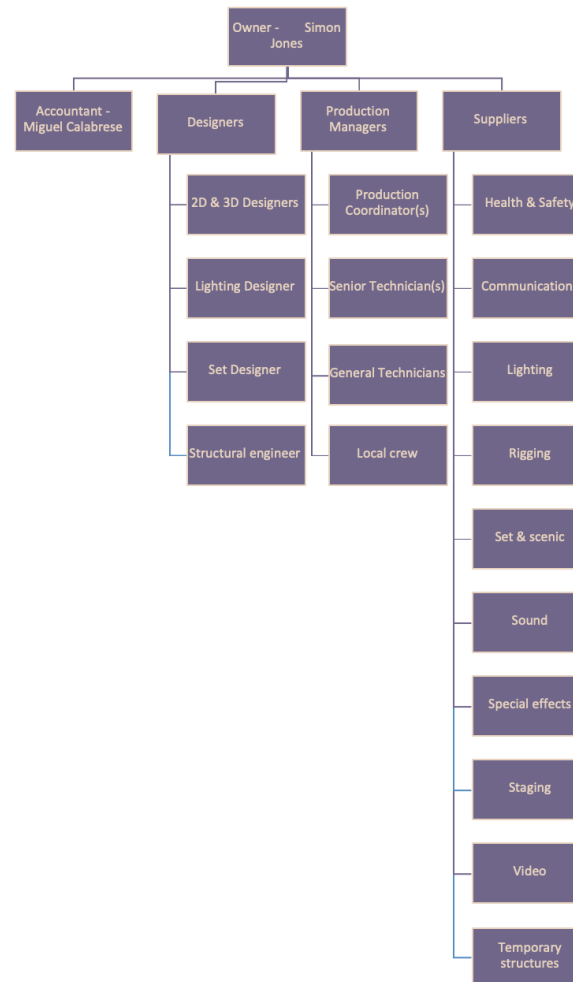 Owner - Simon
Jones
Accountant -
Miguel Calabrese
Designers
Production
Managers
Suppliers
2D & 3D Designers
Production
Coordinator(s)
Health & Safety
Lighting Designer
Senior Technician(s)
Communication
Set Designer
General Technicians
Lighting
Structural engineer
Local crew
Rigging
Set & scenic
Sound
Special effects
Staging
Video
Temporary
structures